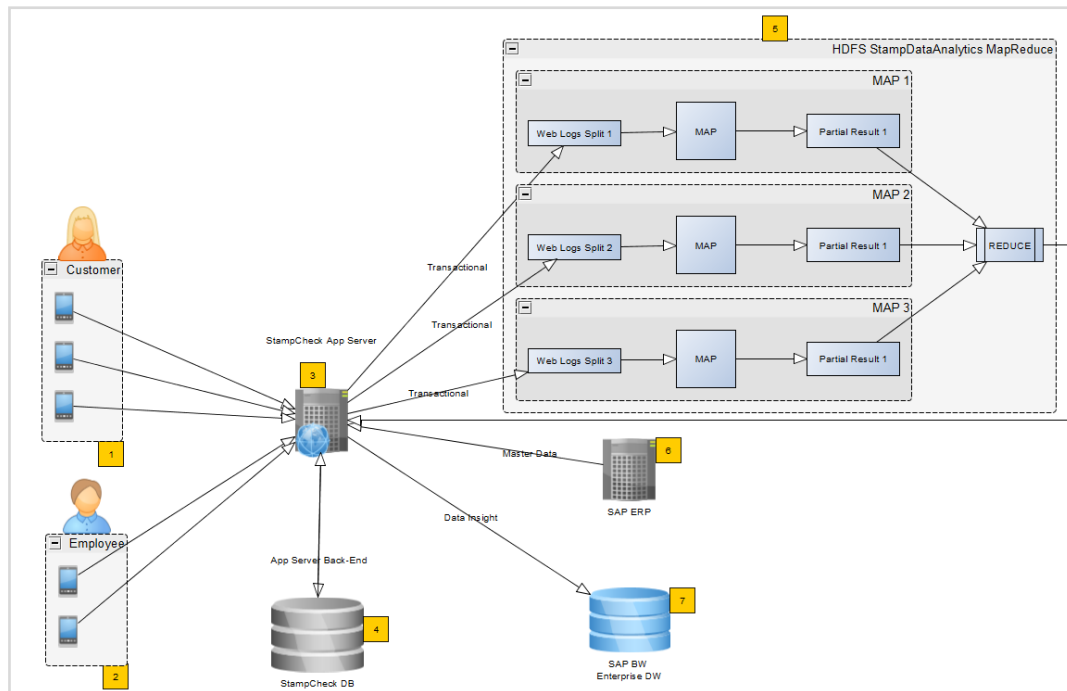 5
HDFS StampDataAnalytics MapReduce
MAP 1
Web Logs Split 1
MAP
Partial Result 1
MAP 2
Web Logs Split 2
MAP
Partial Result 1
REDUCE
MAP 3
Web Logs Split 3
MAP
Partial Result 1
Customer
1
Transactional
Transactional
Transactional
StampCheck App Server
3
Master Data
6
SAP ERP
Employee
2
Data Insight
App Server Back-End
4
StampCheck DB
7
SAP BW
Enterprise DW